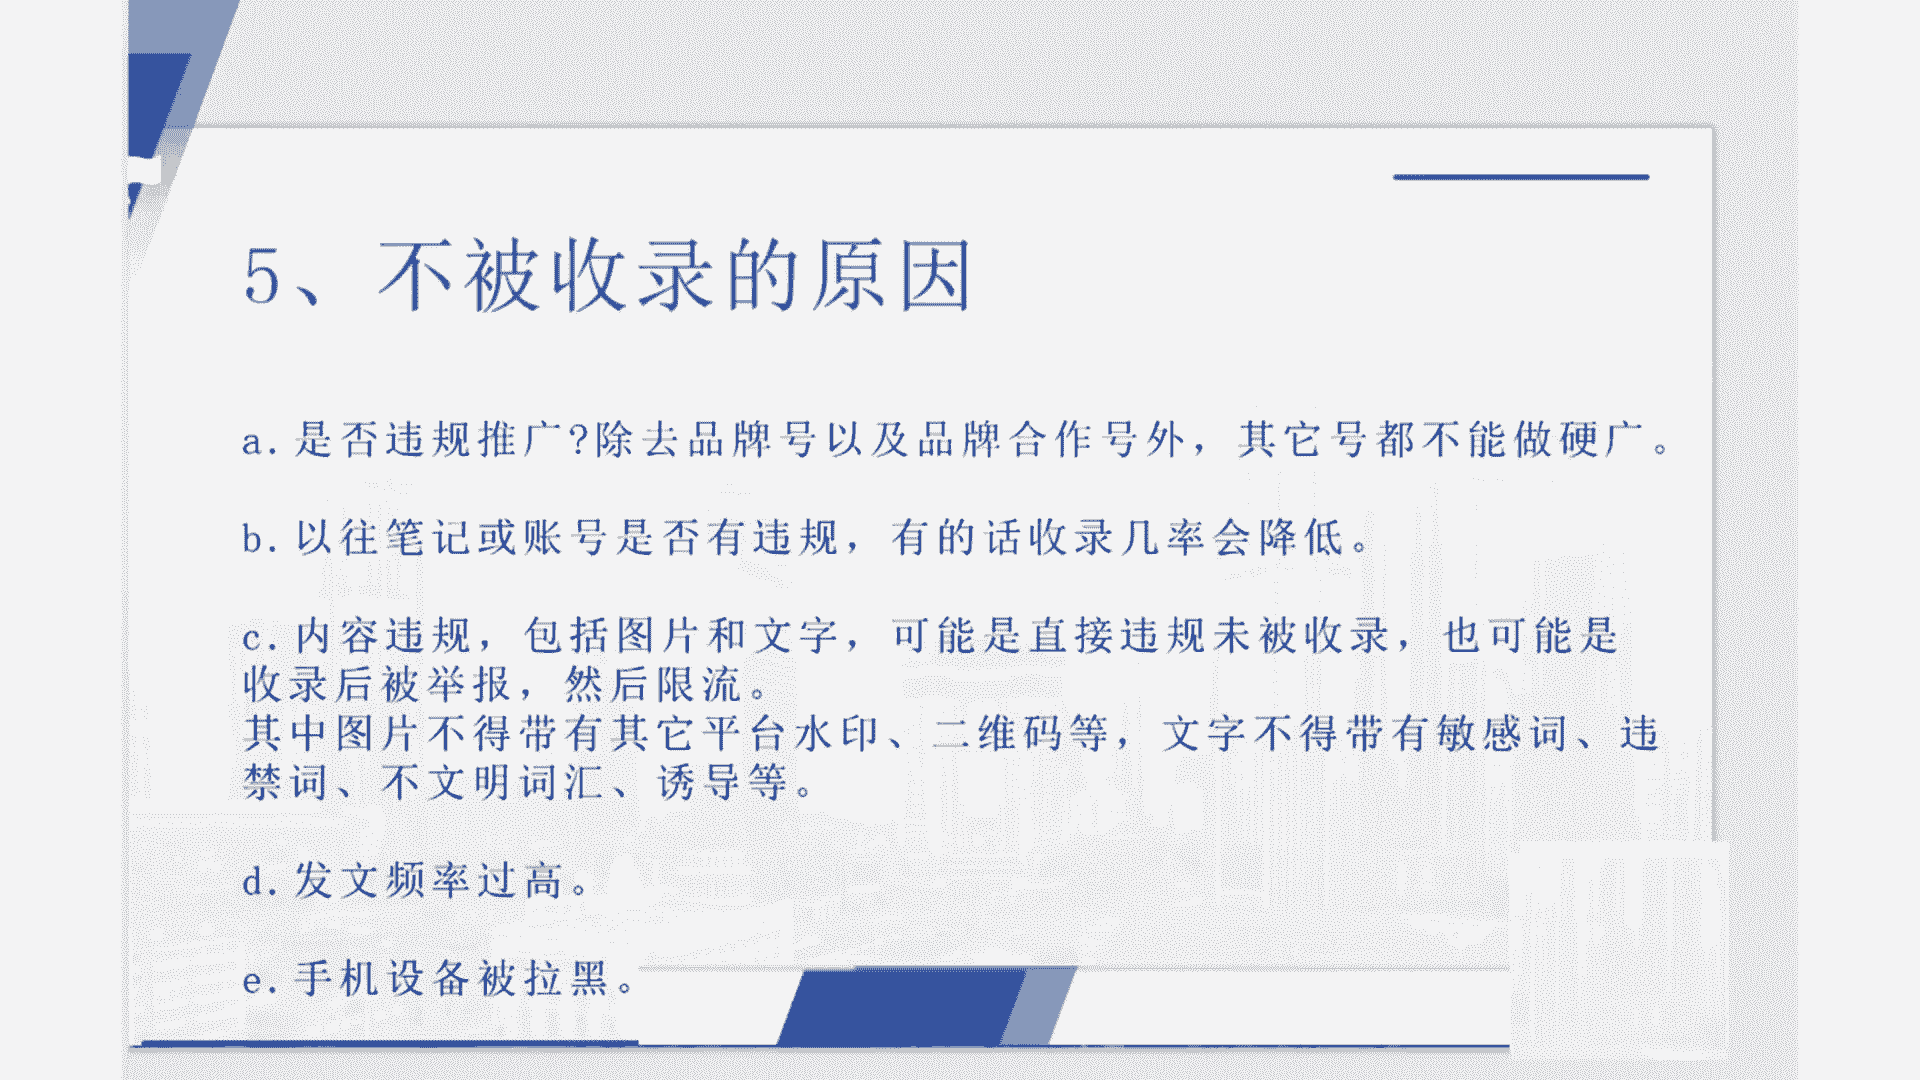 5、不被收录的原因
a.是否违规推广?除去品牌号以及品牌合作号外，其它号都不能做硬广。
b.以往笔记或账号是否有违规，有的话收录几率会降低。
c.内容违规，包括图片和文字，可能是直接违规未被收录，也可能是
收录后被举报，然后限流。
其中图片不得带有其它平台水印、二维码等，文字不得带有敏感词、违
禁词、不文明词汇、诱导等。
d.发文频率过高。
e.手机设备被拉黑。